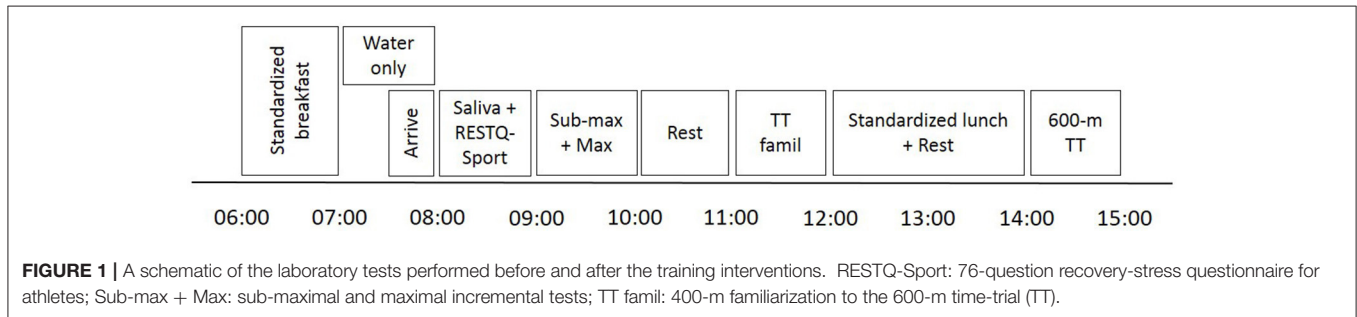 Standardized
breakfast
Water
only
Arrive
Saliva +
RESTQ-
Sport
Sub-max
+ Max
Rest
TT
famil
Standardized lunch
+ Rest
600-m
TT
06:00 07:00 08:00 09:00 10:00 11:00 12:00 13:00 14:00 15:00
FIGURE 1 | A schematic of the laboratory tests performed before and after the training interventions. RESTQ-Sport: 76-question recovery-stress questionnaire for
athletes; Sub-max + Max: sub-maximal and maximal incremental tests; TT famil: 400-m familiarization to the 600-m time-trial (TT).